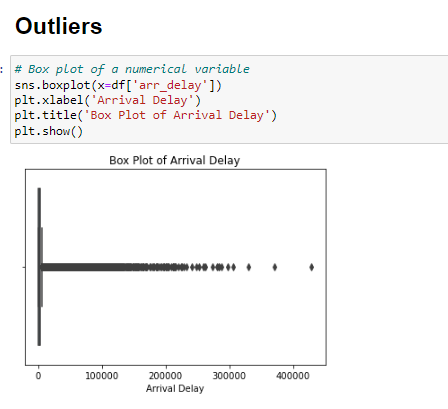 Outliers
:
# Box plot of a numerical variable
sns.boxplot(x=df['arr_delay'])
plt.xlabel('Arrival Delay')
plt.title('Box Plot of Arrival Delay')
plt.show()
Box Plot of Arrival Delay
0 100000 200000 300000 400000
Arrival Delay